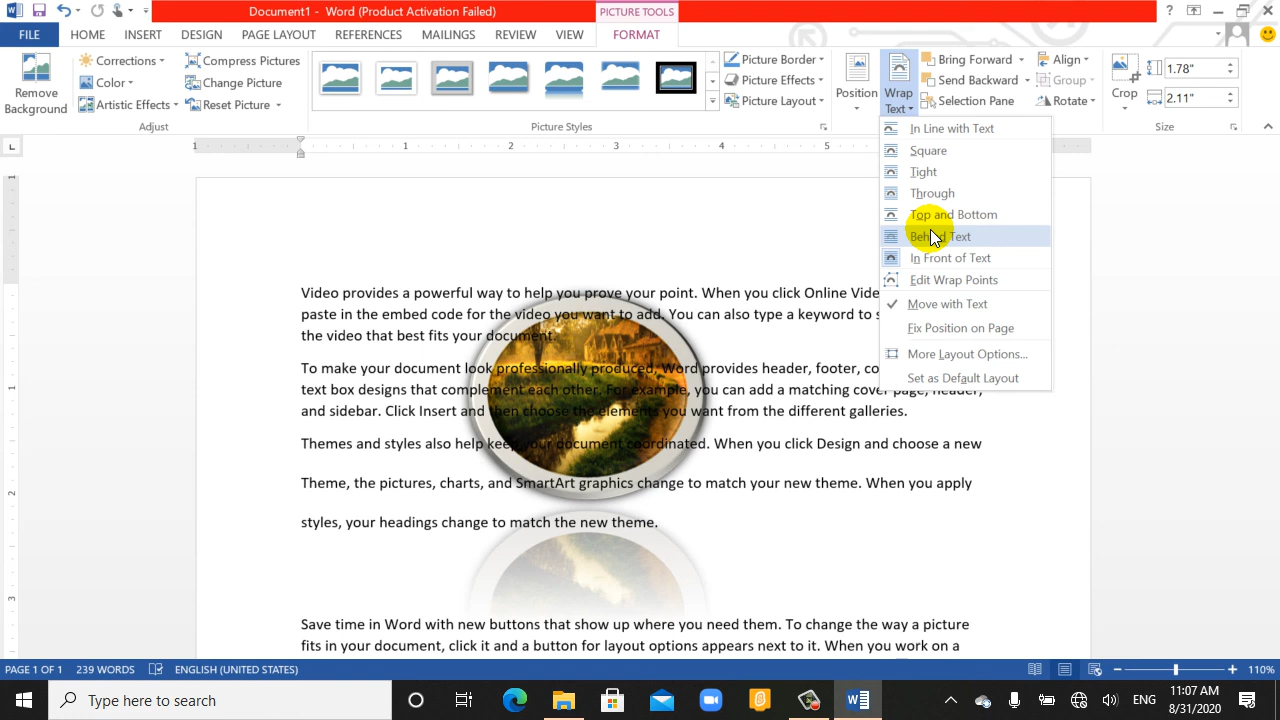 Document1 - Word (Product Activation Failed)
PICTURE TOOLS
?
FILE
HOME
INSERT
DESIGN
PAGE LAYOUT
REFERENCES
MAILINGS
REVIEW
VIEW
FORMAT
Remove Background
Corrections
Color
Artistic Effects
Compress Pictures
Change Picture
Reset Picture
Adjust
Picture Styles
Picture Border
Picture Effects
Picture Layout
Position
Wrap Text
Bring Forward
Send Backward
Selection Pane
Align
Group
Rotate
Crop
1.78"
2.11"
Size
In Line with Text
Square
Tight
Through
Top and Bottom
Behind Text
In Front of Text
Edit Wrap Points
Move with Text
Fix Position on Page
More Layout Options...
Set as Default Layout
1 1 2 3 4 5
1
1
2
3
Video provides a powerful way to help you prove your point. When you click Online Vide
paste in the embed code for the video you want to add. You can also type a keyword to s
the video that best fits your document.
To make your document look professionally produced, Word provides header, footer, co
text box designs that complement each other. For example, you can add a matching cover page, header,
and sidebar. Click Insert and then choose the elements you want from the different galleries.
Themes and styles also help keep your document coordinated. When you click Design and choose a new
Theme, the pictures, charts, and SmartArt graphics change to match your new theme. When you apply
styles, your headings change to match the new theme.
Save time in Word with new buttons that show up where you need them. To change the way a picture
fits in your document, click it and a button for layout options appears next to it. When you work on a
PAGE 1 OF 1 239 WORDS ENGLISH (UNITED STATES) 110%
Type here to search
ENG
11:07 AM
8/31/2020